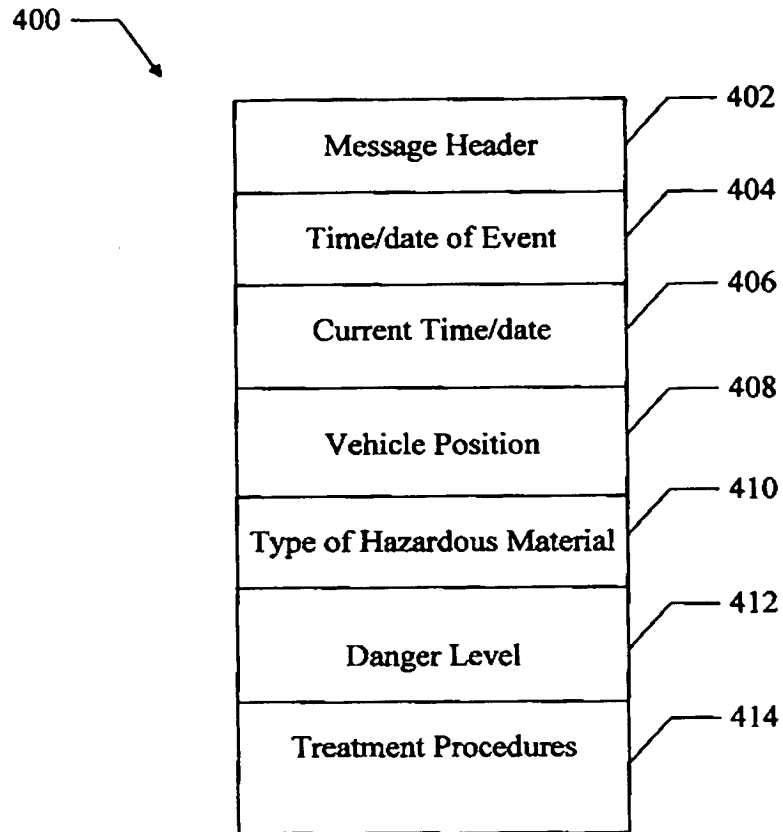 400
402
Message Header
404
Time/date of Event
406
Current Time/date
408
Vehicle Position
410
Type of Hazardous Material
412
Danger Level
414
Treatment Procedures